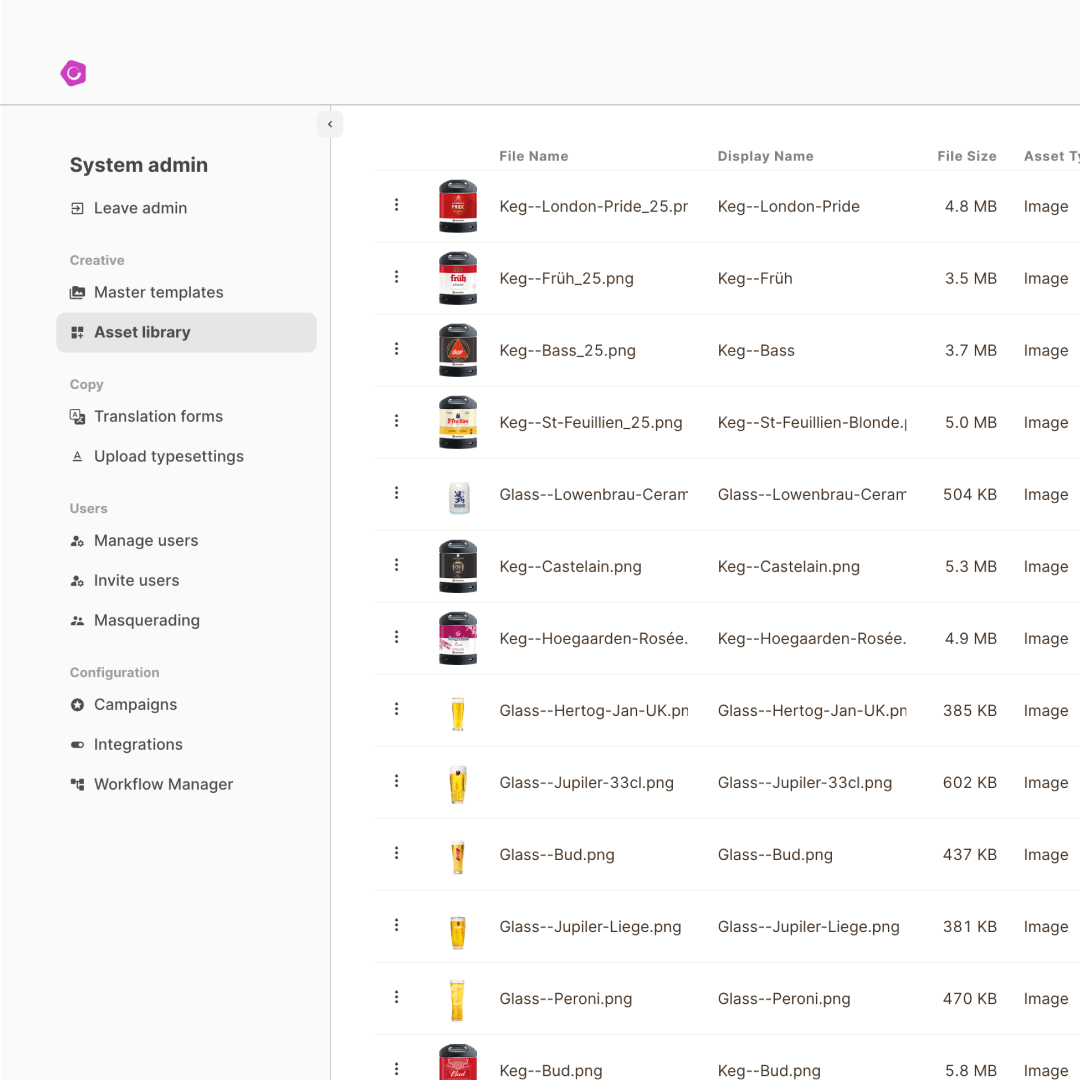 System admin
Leave admin
Creative
Master templates
Asset library
Copy
Translation forms
Upload typesettings
Users
Manage users
Invite users
Masquerading
Configuration
Campaigns
Integrations
Workflow Manager
File Name Display Name File Size Asset Ty
PRIDE
Keg--London-Pride_25.pr Keg--London-Pride 4.8 MB Image
früh
Keg--Früh_25.png Keg--Früh 3.5 MB Image
Keg--Bass_25.png Keg--Bass 3.7 MB Image
Keg--St-Feuillien_25.png Keg--St-Feuillien-Blonde.p 5.0 MB Image
Glass--Lowenbrau-Ceram Glass--Lowenbrau-Ceram 504 KB Image
Keg--Castelain.png Keg--Castelain.png 5.3 MB Image
Keg--Hoegaarden-Rosée. Keg--Hoegaarden-Rosée. 4.9 MB Image
Glass--Hertog-Jan-UK.pn Glass--Hertog-Jan-UK.pn 385 KB Image
Glass--Jupiler-33cl.png Glass--Jupiler-33cl.png 602 KB Image
Glass--Bud.png Glass--Bud.png 437 KB Image
Glass--Jupiler-Liege.png Glass--Jupiler-Liege.png 381 KB Image
Glass--Peroni.png Glass--Peroni.png 470 KB Image
Bud
Keg--Bud.png Keg--Bud.png 5.8 MB Image